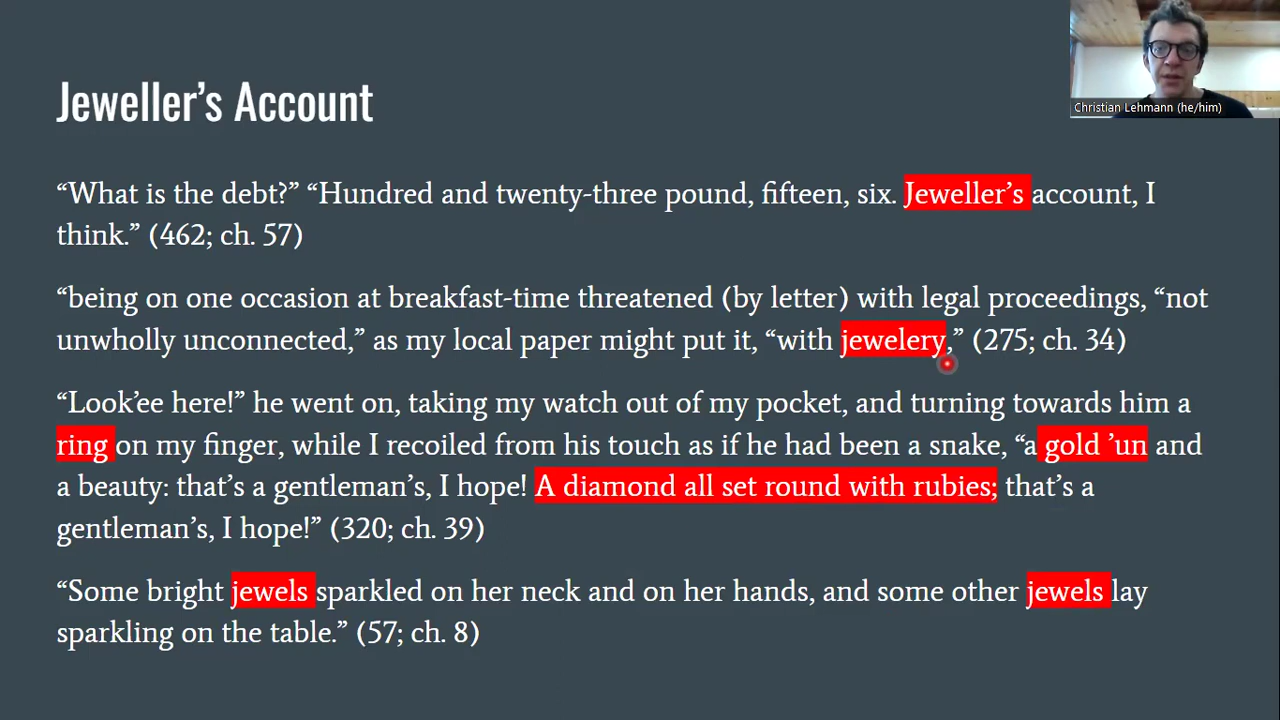 Jeweller’s Account
Christian Lehmann (he/him)
“What is the debt?” “Hundred and twenty-three pound, fifteen, six. Jeweller’s account, I
think.” (462; ch. 57)
“being on one occasion at breakfast-time threatened (by letter) with legal proceedings, “not
unwholly unconnected,” as my local paper might put it, “with jewelery,” (275; ch. 34)
“Look’ee here!” he went on, taking my watch out of my pocket, and turning towards him a
ring on my finger, while I recoiled from his touch as if he had been a snake, “a gold ’un and
a beauty: that’s a gentleman’s, I hope! A diamond all set round with rubies; that’s a
gentleman’s, I hope!” (320; ch. 39)
“Some bright jewels sparkled on her neck and on her hands, and some other jewels lay
sparkling on the table.” (57; ch. 8)